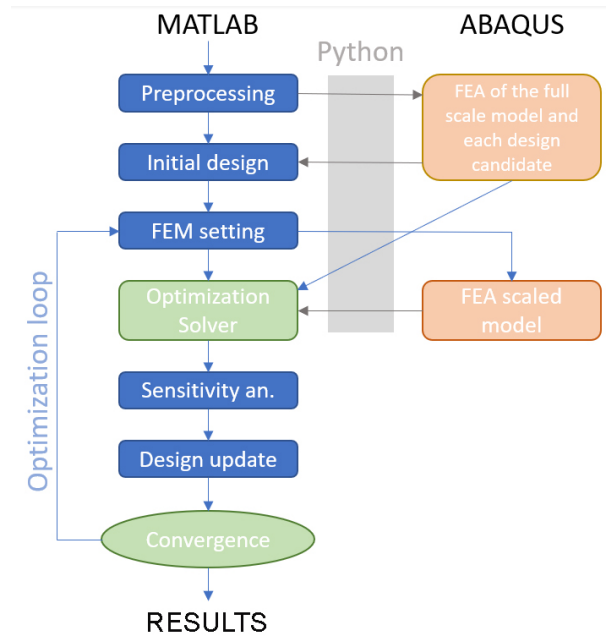 MATLAB
ABAQUS
Python
Preprocessing
FEA of the full
scale model and
each design
candidate
Initial design
FEM setting
Optimization
Solver
FEA scaled
model
Optimization loop
Sensitivity an.
Design update
Convergence
RESULTS